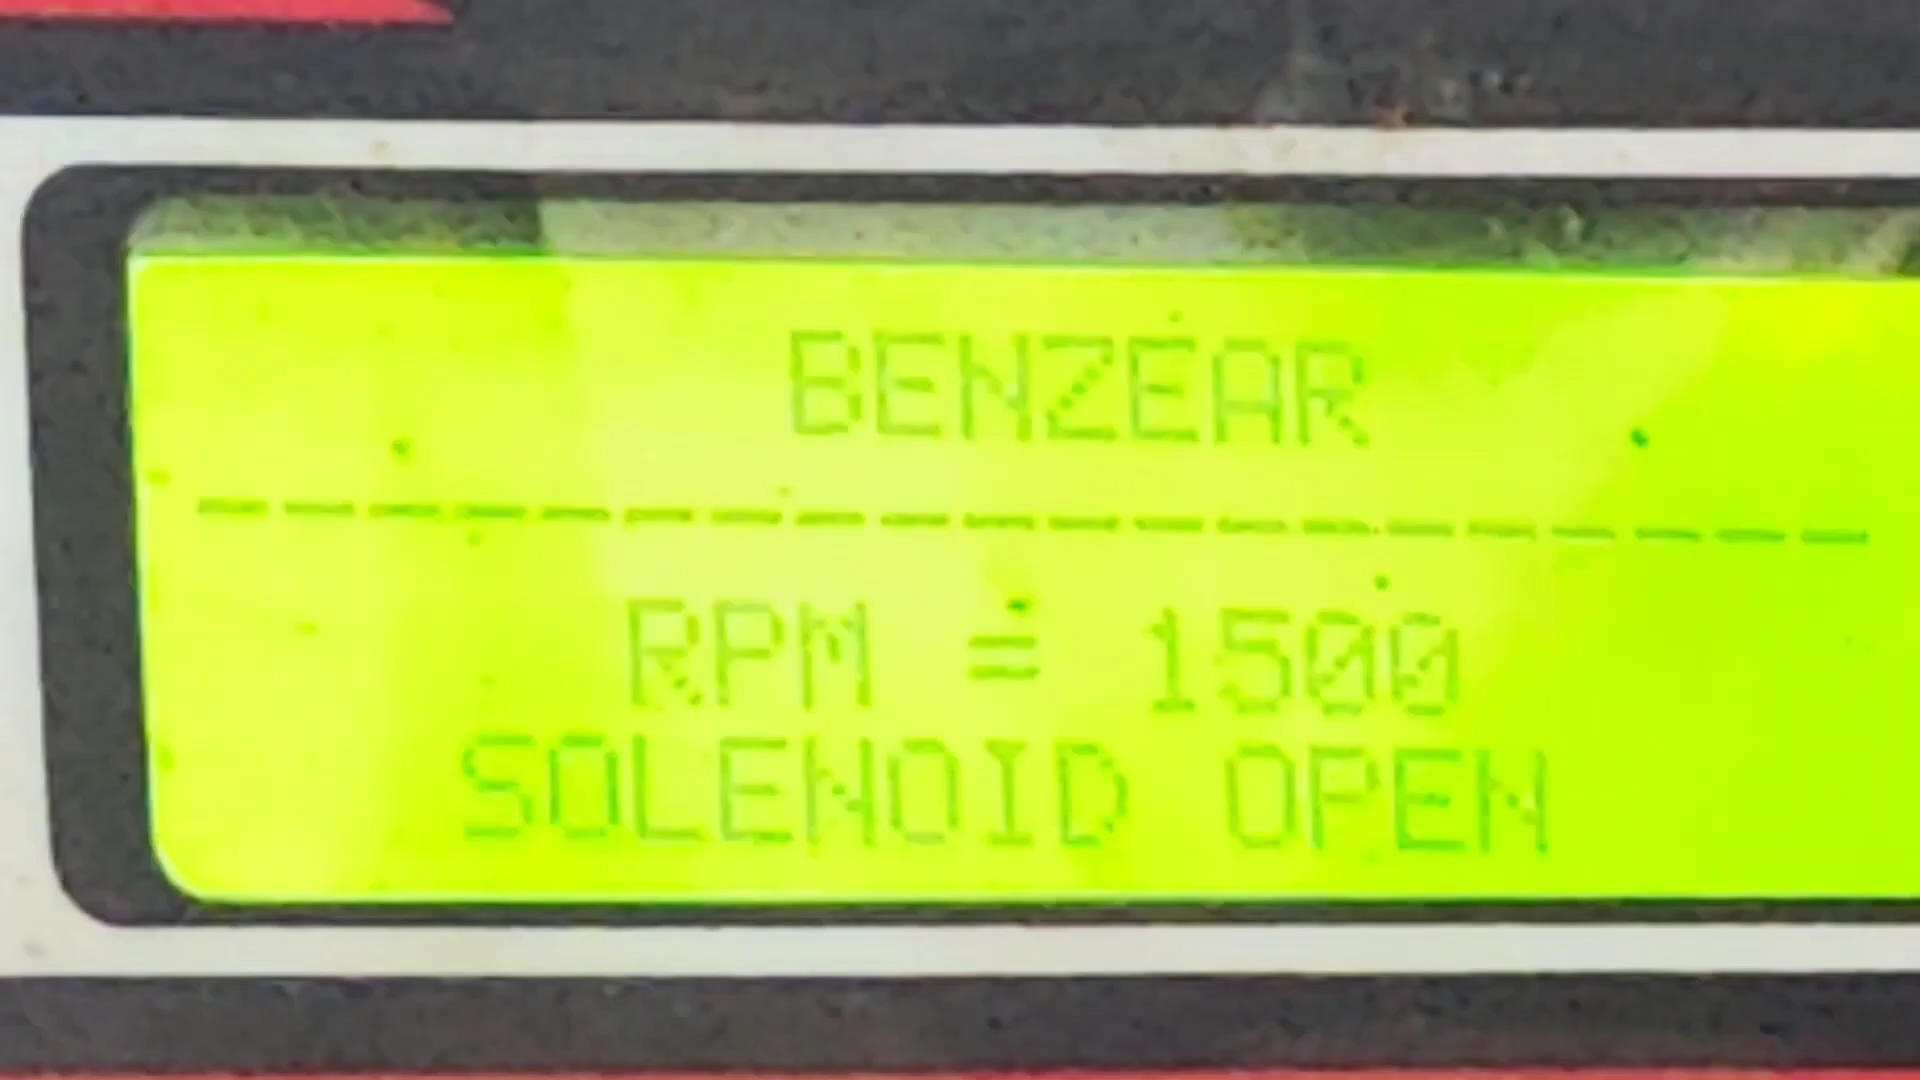 BENZEAR
--------------------
RPM = 1500
SOLENOID OPEN